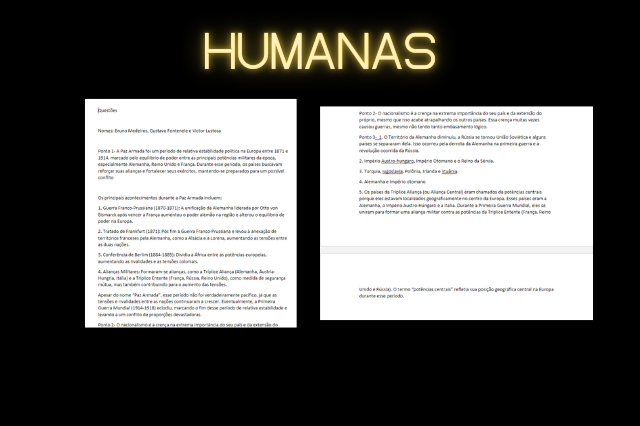 HUMANAS
Questões
Nomes: Bruno Medeiros, Gustavo Fontenele e Victor Lustosa
Ponto 1- A Paz Armada foi um período de relativa estabilidade política na Europa entre 1871 e
1914, marcado pelo equilíbrio de poder entre as principais potências militares da época,
especialmente Alemanha, Reino Unido e França. Durante esse período, os países buscavam
reforçar suas alianças e fortalecer seus exércitos, mantendo-se preparados para um possível
conflito
Os principais acontecimentos durante a Paz Armada incluem:
1. Guerra Franco-Prussiana (1870-1871): A unificação da Alemanha liderada por Otto von
Bismarck após vencer a França aumentou o poder alemão na região e alterou o equilíbrio de
poder na Europa.
2. Tratado de Frankfurt (1871): Pôs fim à Guerra Franco-Prussiana e levou à anexação de
territórios franceses pela Alemanha, como a Alsácia e a Lorena, aumentando as tensões entre
as duas nações.
3. Conferência de Berlim (1884-1885): Dividiu a África entre as potências europeias,
aumentando as rivalidades e as tensões coloniais.
4. Alianças Militares: Formaram-se alianças, como a Tríplice Aliança (Alemanha, Áustria-
Hungria, Itália) e a Tríplice Entente (França, Rússia, Reino Unido), como medida de segurança
mútua, mas também contribuindo para o aumento das tensões.
Apesar do nome "Paz Armada", esse período não foi verdadeiramente pacífico, já que as
tensões e rivalidades entre as nações continuaram a crescer. Eventualmente, a Primeira
Guerra Mundial (1914-1918) eclodiu, marcando o fim desse período de relativa estabilidade e
levando a um conflito de proporções devastadoras.
Ponto 2- O nacionalismo é a crença na extrema importância do seu país e da extensão do
Ponto 2- O nacionalismo é a crença na extrema importância do seu país e da extensão do
próprio, mesmo que isso acabe atrapalhando os outros países. Essa crença muitas vezes
causou guerras, mesmo não tendo tanto embasamento lógico.
Ponto 3- 1. O Território da Alemanha diminuiu, a Rússia se tornou União Soviética e alguns
países se separaram dela. Isso ocorreu pela derrota da Alemanha na primeira guerra e a
revolução ocorrida da Rússia.
2. Império Austro-hungaro, Império Otomano e o Reino da Sérvia.
3. Turquia, Iugoslavia, Polônia, Irlanda e
4. Alemanha e Império otomano
5. Os países da Tríplice Aliança (ou Aliança Central) eram chamados de potências centrais
porque eles estavam localizados geograficamente no centro da Europa. Esses países eram a
Alemanha, o Império Austro-Húngaro e a Itália. Durante a Primeira Guerra Mundial, eles se
uniram para formar uma aliança militar contra as potências da Tríplice Entente (França, Reino
Unido e Rússia). O termo "potências centrais" refletia sua posição geográfica central na Europa
durante esse período.